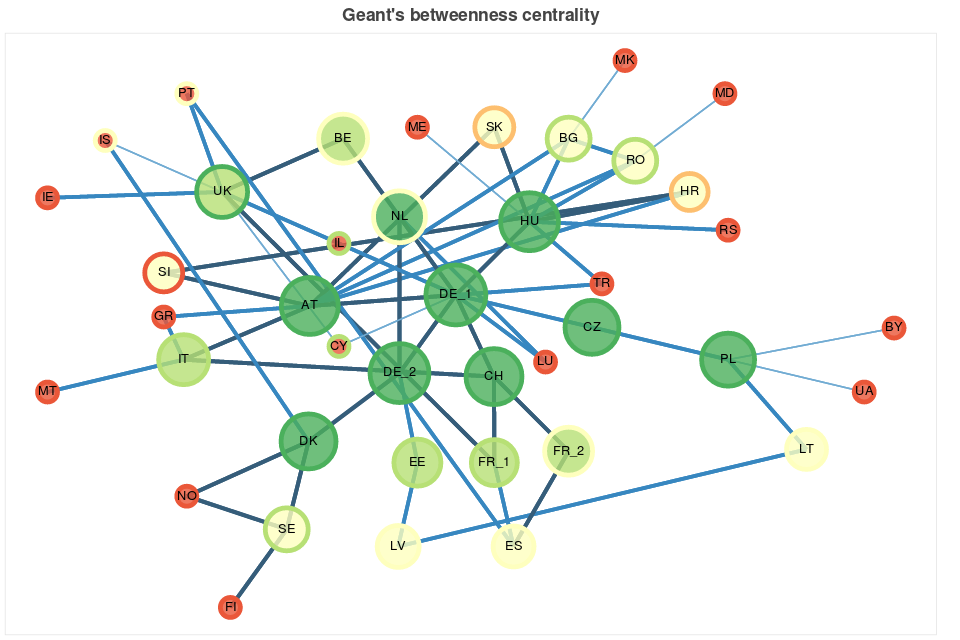 Geant's betweenness centrality
MK
PT
MD
ME
SK
BG
IS
BE
RO
IE
UK
HR
NL
HU
RS
IL
SI
TR
DE_1
AT
GR
CZ
BY
CY
IT
LU
PL
DE_2
CH
MT
UA
DK
LT
FR_2
EE
FR_1
NO
SE
LV
ES
FI